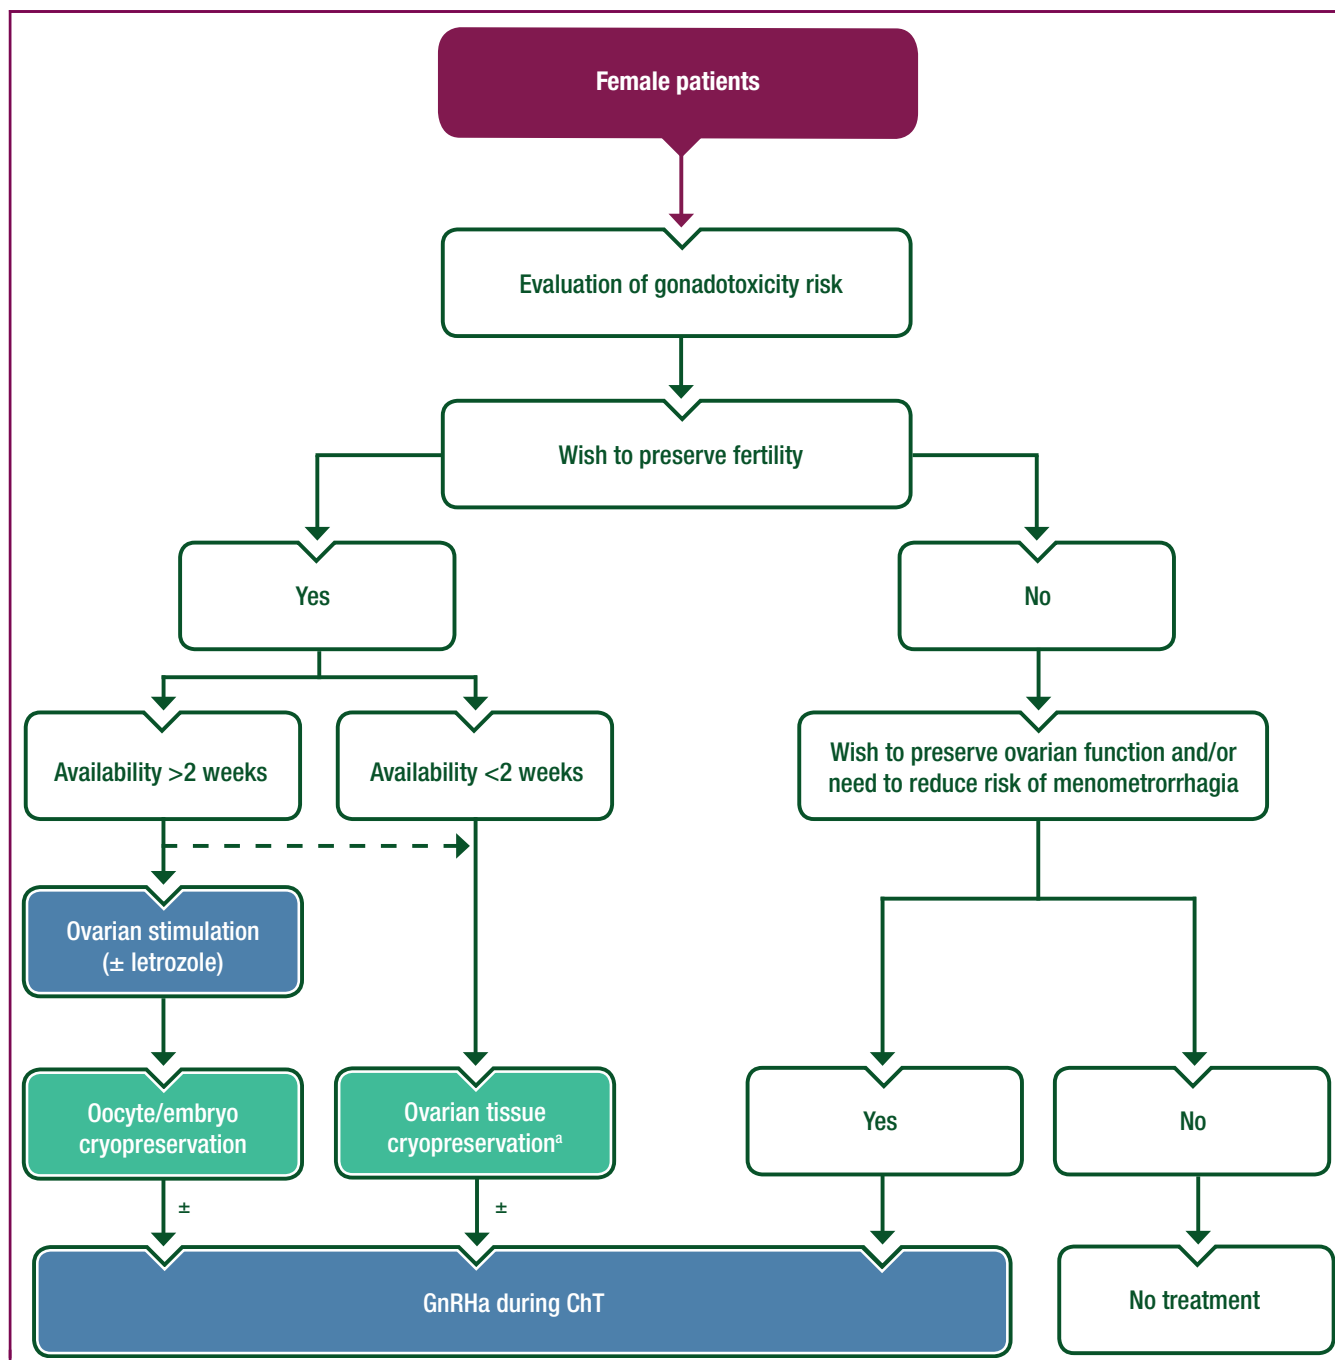 Female patients
Evaluation of gonadotoxicity risk
Wish to preserve fertility
Yes
No
Availability >2 weeks
Availability <2 weeks
Wish to preserve ovarian function and/or
need to reduce risk of menometrorrhagia
Ovarian stimulation
(± letrozole)
Oocyte/embryo
cryopreservation
Ovarian tissue
cryopreservationᵃ
Yes
No
±
±
GnRHa during ChT
No treatment